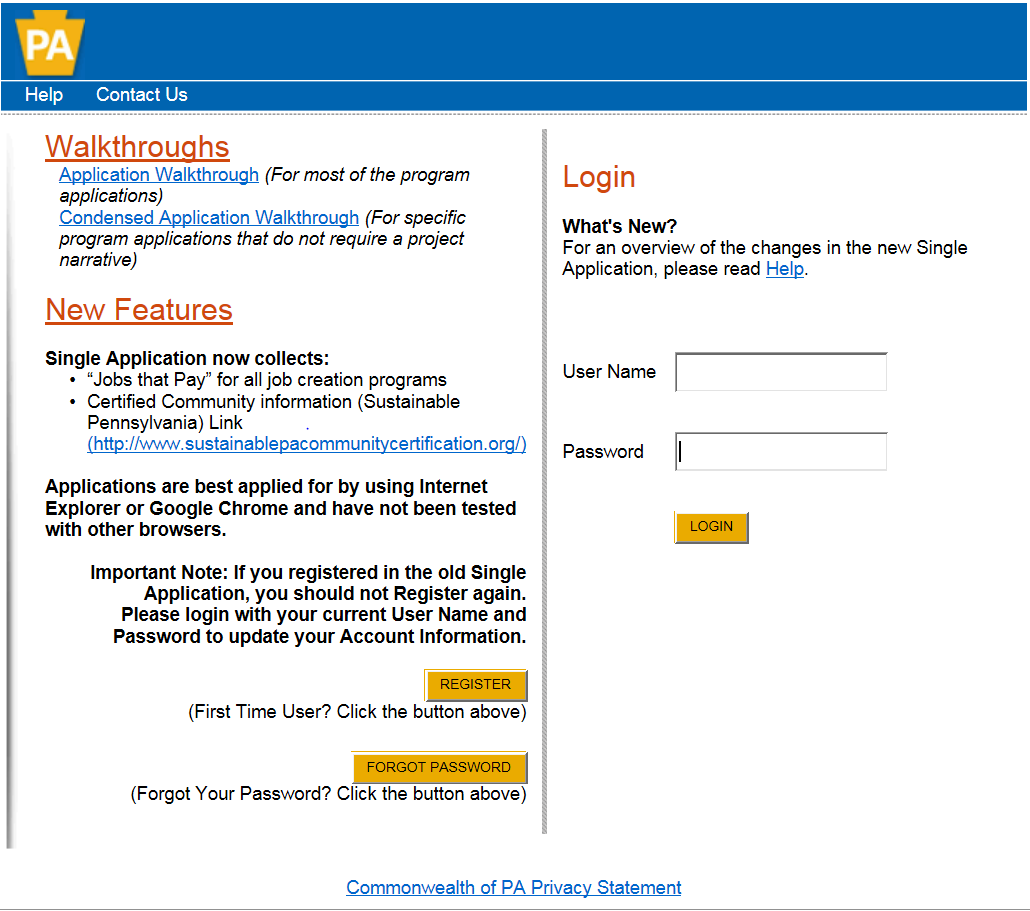 PA
Help Contact Us
Walkthroughs
Application Walkthrough (For most of the program
applications)
Condensed Application Walkthrough (For specific
program applications that do not require a project
narrative)
New Features
Single Application now collects:
• “Jobs that Pay” for all job creation programs
• Certified Community information (Sustainable
Pennsylvania) Link .
(http://www.sustainablepacommunitycertification.org/)
Applications are best applied for by using Internet
Explorer or Google Chrome and have not been tested
with other browsers.
Important Note: If you registered in the old Single
Application, you should not Register again.
Please login with your current User Name and
Password to update your Account Information.
REGISTER
(First Time User? Click the button above)
FORGOT PASSWORD
(Forgot Your Password? Click the button above)
Login
What's New?
For an overview of the changes in the new Single
Application, please read Help.
User Name
Password
LOGIN
Commonwealth of PA Privacy Statement